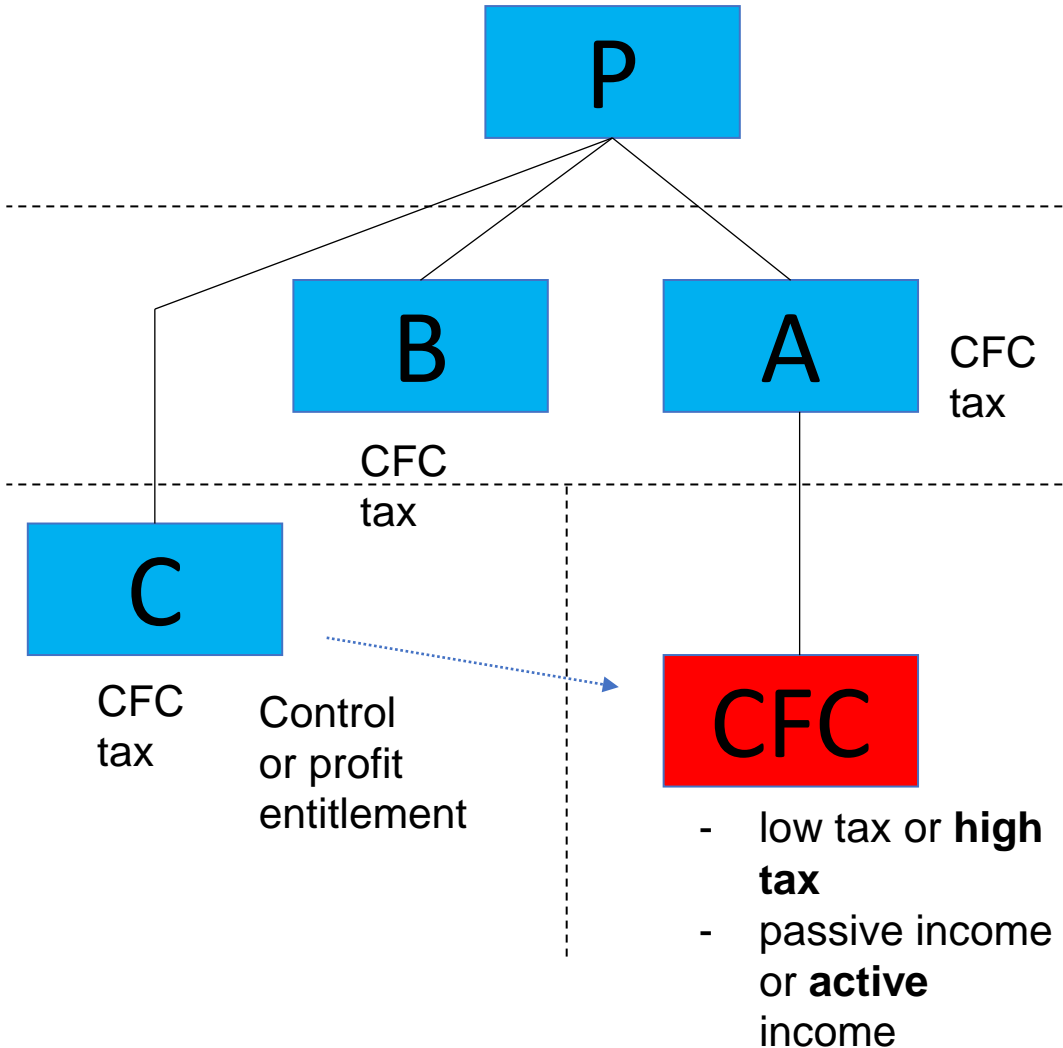 P
B
A
CFC
tax
CFC
tax
C
CFC
tax
Control
or profit
entitlement
CFC
- low tax or high
tax
- passive income
or active
income